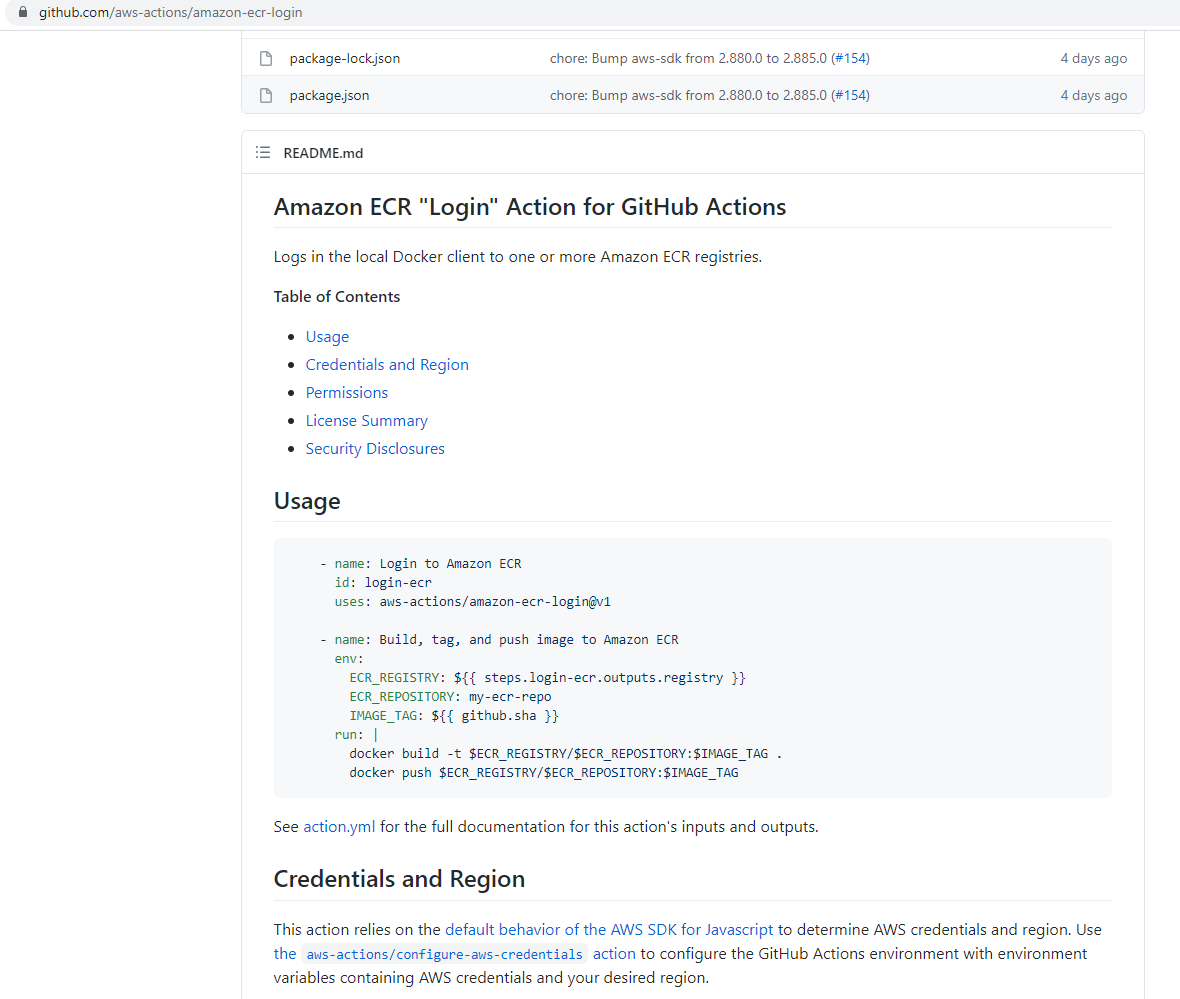 github.com/aws-actions/amazon-ecr-login
package-lock.json chore: Bump aws-sdk from 2.880.0 to 2.885.0 (#154) 4 days ago
package.json chore: Bump aws-sdk from 2.880.0 to 2.885.0 (#154) 4 days ago
README.md
Amazon ECR "Login" Action for GitHub Actions
Logs in the local Docker client to one or more Amazon ECR registries.
Table of Contents
• Usage
• Credentials and Region
• Permissions
• License Summary
• Security Disclosures
Usage
- name: Login to Amazon ECR
id: login-ecr
uses: aws-actions/amazon-ecr-login@v1
- name: Build, tag, and push image to Amazon ECR
env:
ECR_REGISTRY: ${{ steps.login-ecr.outputs.registry }}
ECR_REPOSITORY: my-ecr-repo
IMAGE_TAG: ${{ github.sha }}
run: |
docker build -t $ECR_REGISTRY/$ECR_REPOSITORY:$IMAGE_TAG .
docker push $ECR_REGISTRY/$ECR_REPOSITORY:$IMAGE_TAG
See action.yml for the full documentation for this action's inputs and outputs.
Credentials and Region
This action relies on the default behavior of the AWS SDK for Javascript to determine AWS credentials and region. Use
the aws-actions/configure-aws-credentials action to configure the GitHub Actions environment with environment
variables containing AWS credentials and your desired region.